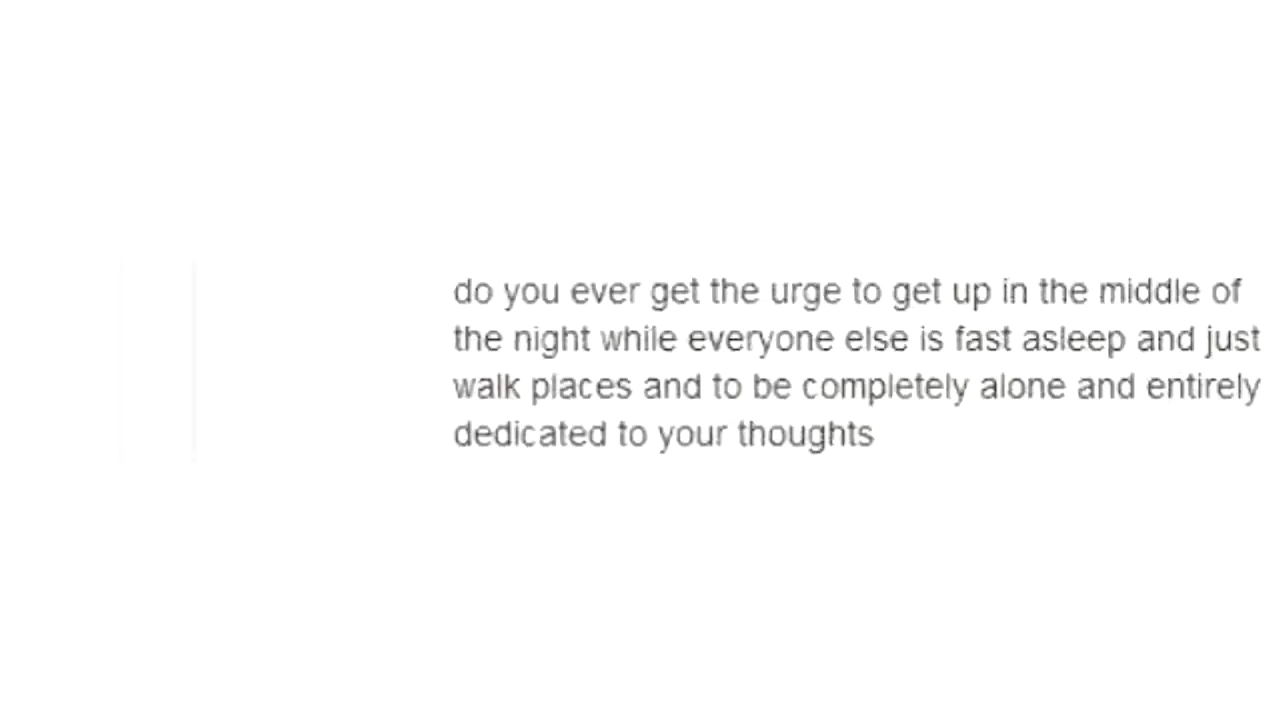 do you ever get the urge to get up in the middle of
the night while everyone else is fast asleep and just
walk places and to be completely alone and entirely
dedicated to your thoughts